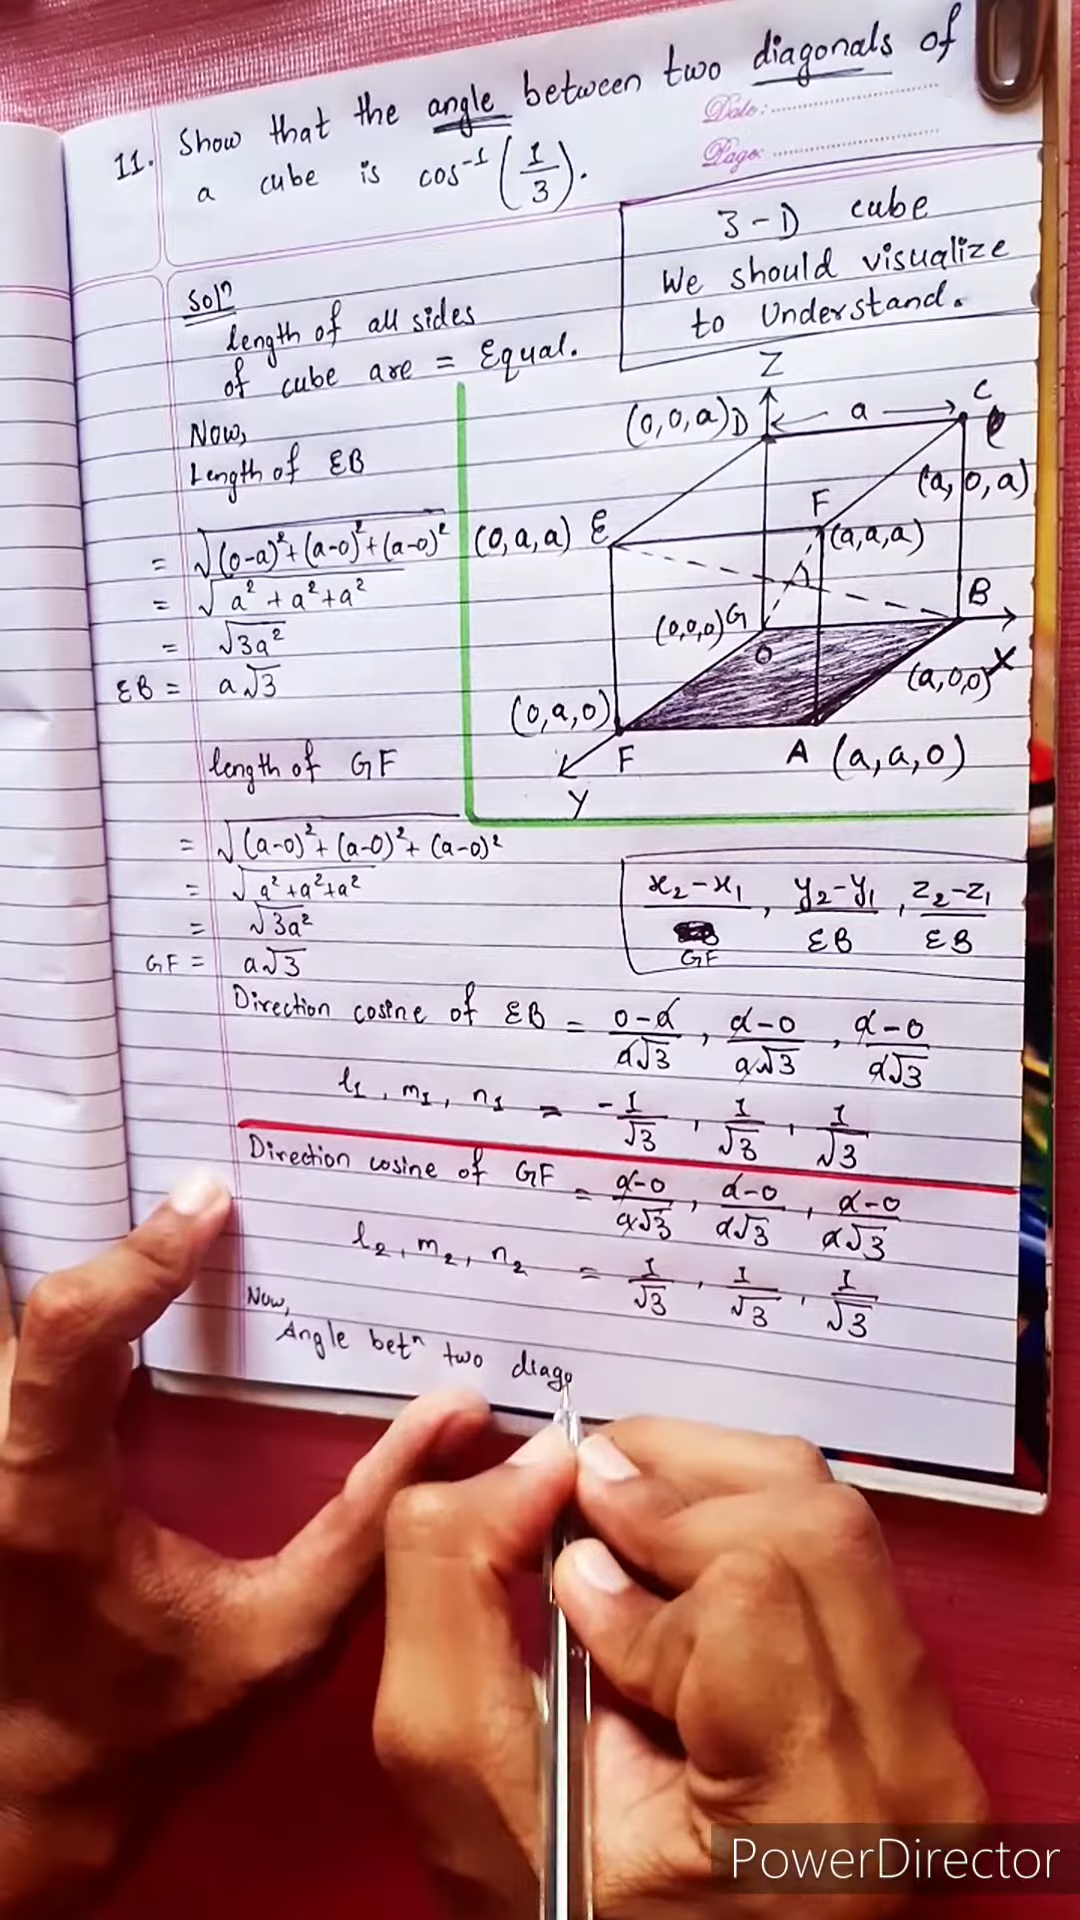 11. Show that the angle between two diagonals of
a cube is cos⁻¹(1/3).
Date:
Page:
3-D cube
We should visualize
to Understand.
Solⁿ
length of all sides
of cube are = Equal.
Now,
Length of EB
= √(0-a)²+(a-0)²+(a-0)²
= √a²+a²+a²
= √3a²
EB = a√3
Z
(0,0,a) D
a
C
(a,0,a)
(0,a,a) E
F
(a,a,a)
(0,0,0) G
O
B
X
(a,0,0)
(0,a,0)
F
A (a,a,0)
Y
length of GF
= √(a-0)²+(a-0)²+(a-0)²
= √a²+a²+a²
= √3a²
GF = a√3
x₂-x₁/GF, y₂-y₁/EB, z₂-z₁/EB
Direction cosine of EB = 0-a/a√3, a-0/a√3, a-0/a√3
l₁, m₁, n₁ = -1/√3, 1/√3, 1/√3
Direction cosine of GF = a-0/a√3, a-0/a√3, a-0/a√3
l₂, m₂, n₂ = 1/√3, 1/√3, 1/√3
Now,
Angle betⁿ two diago
PowerDirector